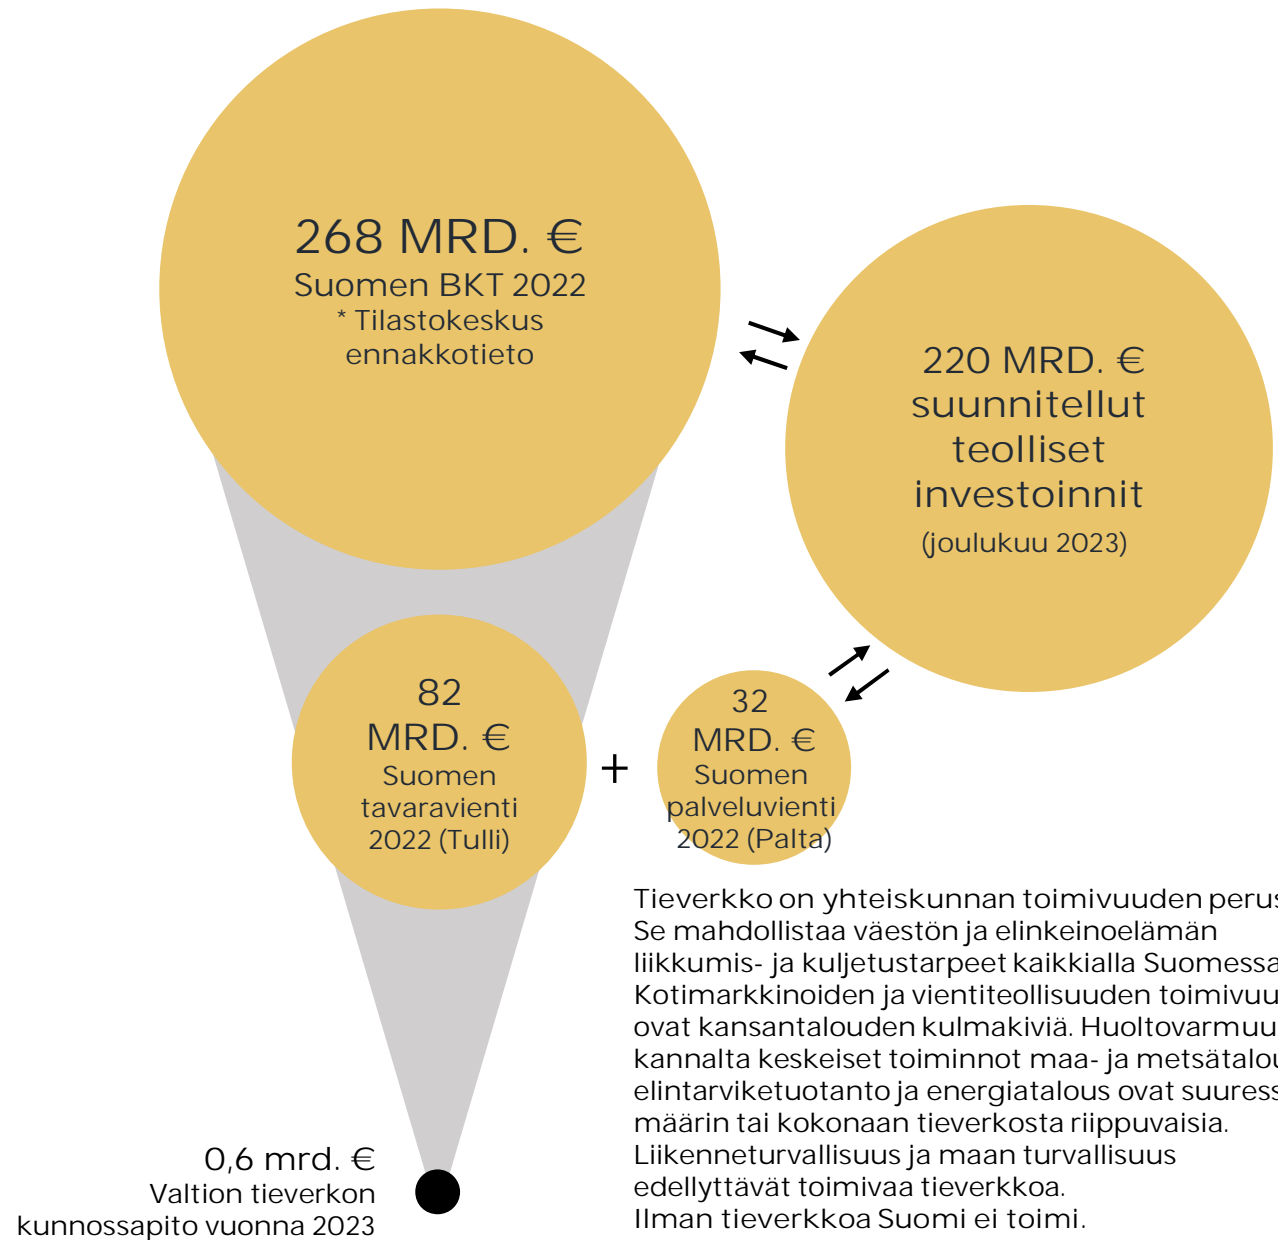 268 MRD. €
Suomen BKT 2022
* Tilastokeskus
ennakkotieto
220 MRD. €
suunnitellut
teolliset
investoinnit
(joulukuu 2023)
82
MRD. €
Suomen
tavaravienti
2022 (Tulli)
+
32
MRD. €
Suomen
palveluvienti
2022 (Palta)
Tieverkko on yhteiskunnan toimivuuden perus
Se mahdollistaa väestön ja elinkeinoelämän
liikkumis- ja kuljetustarpeet kaikkialla Suomessa
Kotimarkkinoiden ja vientiteollisuuden toimivuu
ovat kansantalouden kulmakiviä. Huoltovarmuu
kannalta keskeiset toiminnot maa- ja metsätalou
elintarviketuotanto ja energiatalous ovat suuress
määrin tai kokonaan tieverkosta riippuvaisia.
Liikenneturvallisuus ja maan turvallisuus
edellyttävät toimivaa tieverkkoa.
Ilman tieverkkoa Suomi ei toimi.
0,6 mrd. €
Valtion tieverkon
kunnossapito vuonna 2023